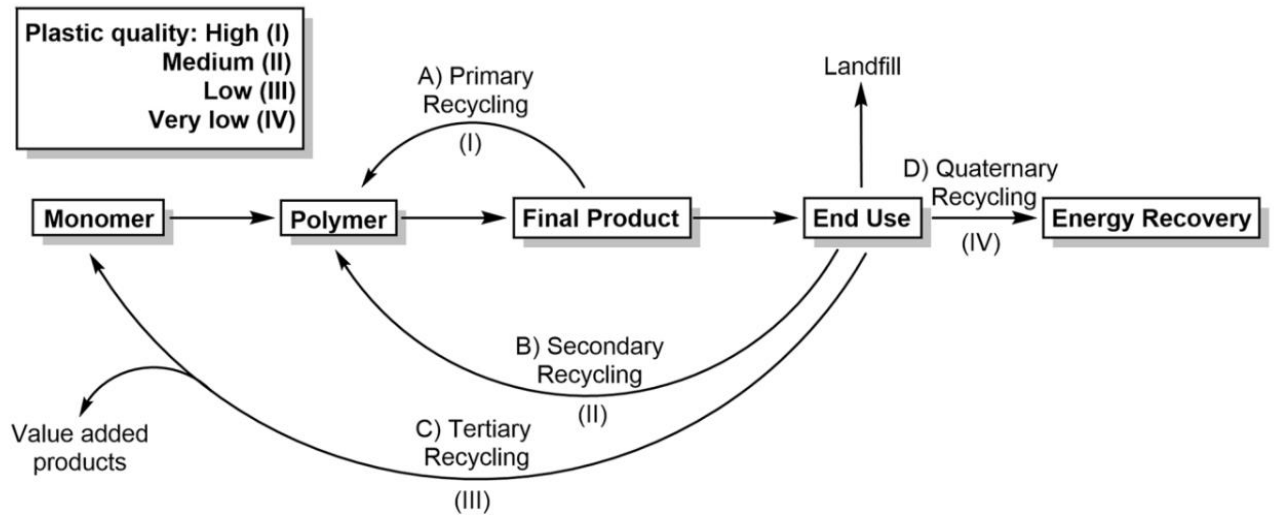 Plastic quality: High (I)
Medium (II)
Low (III)
Very low (IV)
A) Primary
Recycling
(I)
Landfill
D) Quaternary
Recycling
(IV)
Monomer
Polymer
Final Product
End Use
Energy Recovery
B) Secondary
Recycling
(II)
C) Tertiary
Recycling
(III)
Value added
products